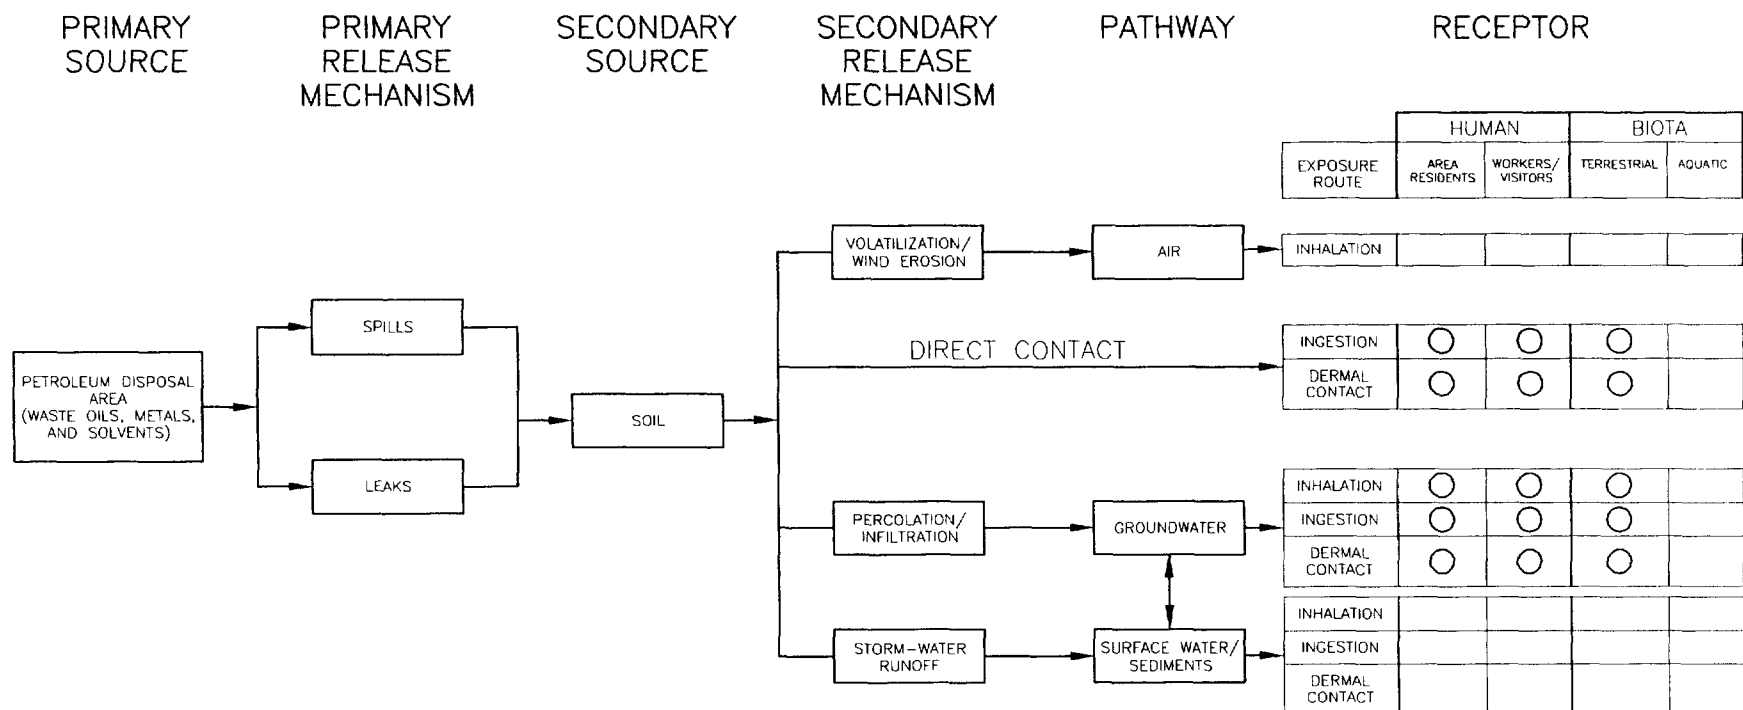 PRIMARY
SOURCE
PRIMARY
RELEASE
MECHANISM
SECONDARY
SOURCE
SECONDARY
RELEASE
MECHANISM
PATHWAY
RECEPTOR
HUMAN
BIOTA
EXPOSURE
ROUTE
AREA
RESIDENTS
WORKERS/
VISITORS
TERRESTRIAL
AQUATIC
VOLATILIZATION/
WIND EROSION
AIR
INHALATION
SPILLS
DIRECT CONTACT
INGESTION
DERMAL
CONTACT
PETROLEUM DISPOSAL
AREA
(WASTE OILS, METALS,
AND SOLVENTS)
SOIL
LEAKS
PERCOLATION/
INFILTRATION
GROUNDWATER
INHALATION
INGESTION
DERMAL
CONTACT
STORM-WATER
RUNOFF
SURFACE WATER/
SEDIMENTS
INHALATION
INGESTION
DERMAL
CONTACT